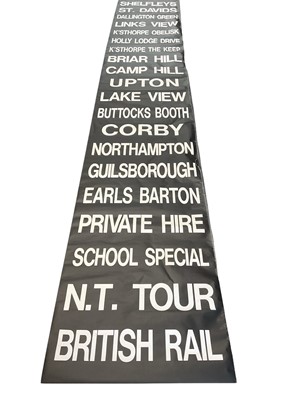 SHELFLEYS
ST. DAVIDS
DALLINGTON GREEN
LINKS VIEW
K'STHORPE OBELISK
HOLLY LODGE DRIVE
K'STHORPE THE KEEP
BRIAR HILL
CAMP HILL
UPTON
LAKE VIEW
BUTTOCKS BOOTH
CORBY
NORTHAMPTON
GUILSBOROUGH
EARLS BARTON
PRIVATE HIRE
SCHOOL SPECIAL
N.T. TOUR
BRITISH RAIL